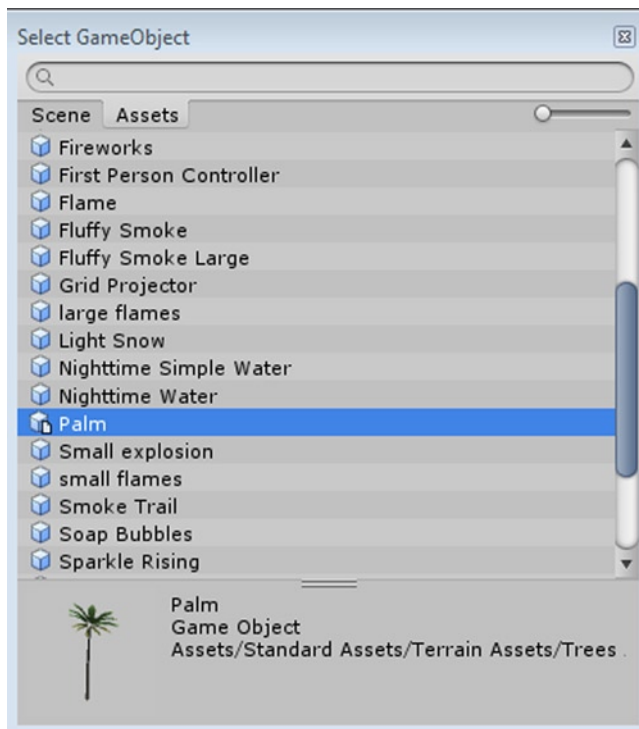 Select GameObject
Scene Assets
Fireworks
First Person Controller
Flame
Fluffy Smoke
Fluffy Smoke Large
Grid Projector
large flames
Light Snow
Nighttime Simple Water
Nighttime Water
Palm
Small explosion
small flames
Smoke Trail
Soap Bubbles
Sparkle Rising
Palm
Game Object
Assets/Standard Assets/Terrain Assets/Trees .